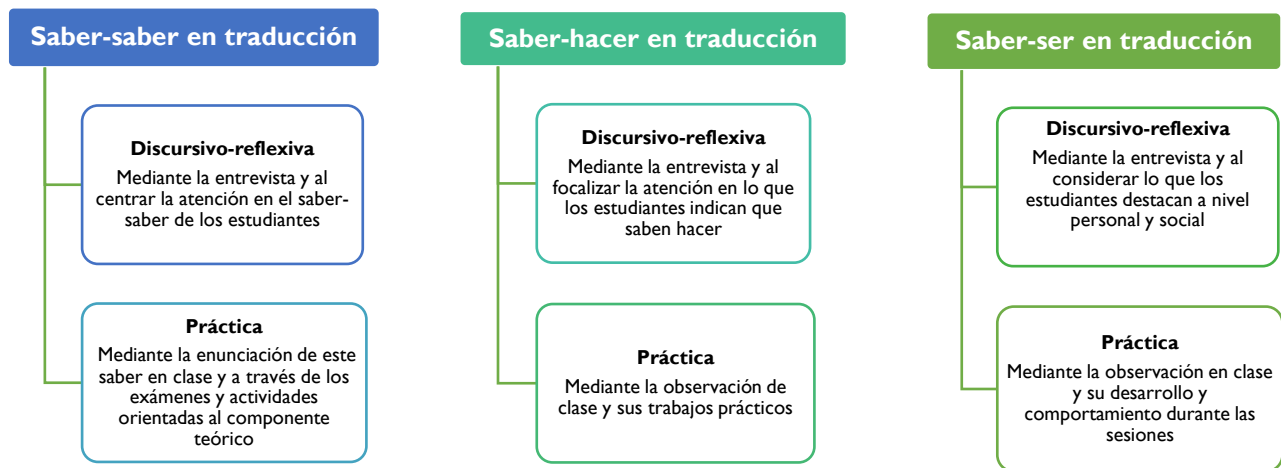 Saber-saber en traducción
Discursivo-reflexiva
Mediante la entrevista y al
centrar la atención en el saber-
saber de los estudiantes
Práctica
Mediante la enunciación de este
saber en clase y a través de los
exámenes y actividades
orientadas al componente
teórico
Saber-hacer en traducción
Discursivo-reflexiva
Mediante la entrevista y al
focalizar la atención en lo que
los estudiantes indican que
saben hacer
Práctica
Mediante la observación de
clase y sus trabajos prácticos
Saber-ser en traducción
Discursivo-reflexiva
Mediante la entrevista y al
considerar lo que los
estudiantes destacan a nivel
personal y social
Práctica
Mediante la observación en clase
y su desarrollo y
comportamiento durante las
sesiones